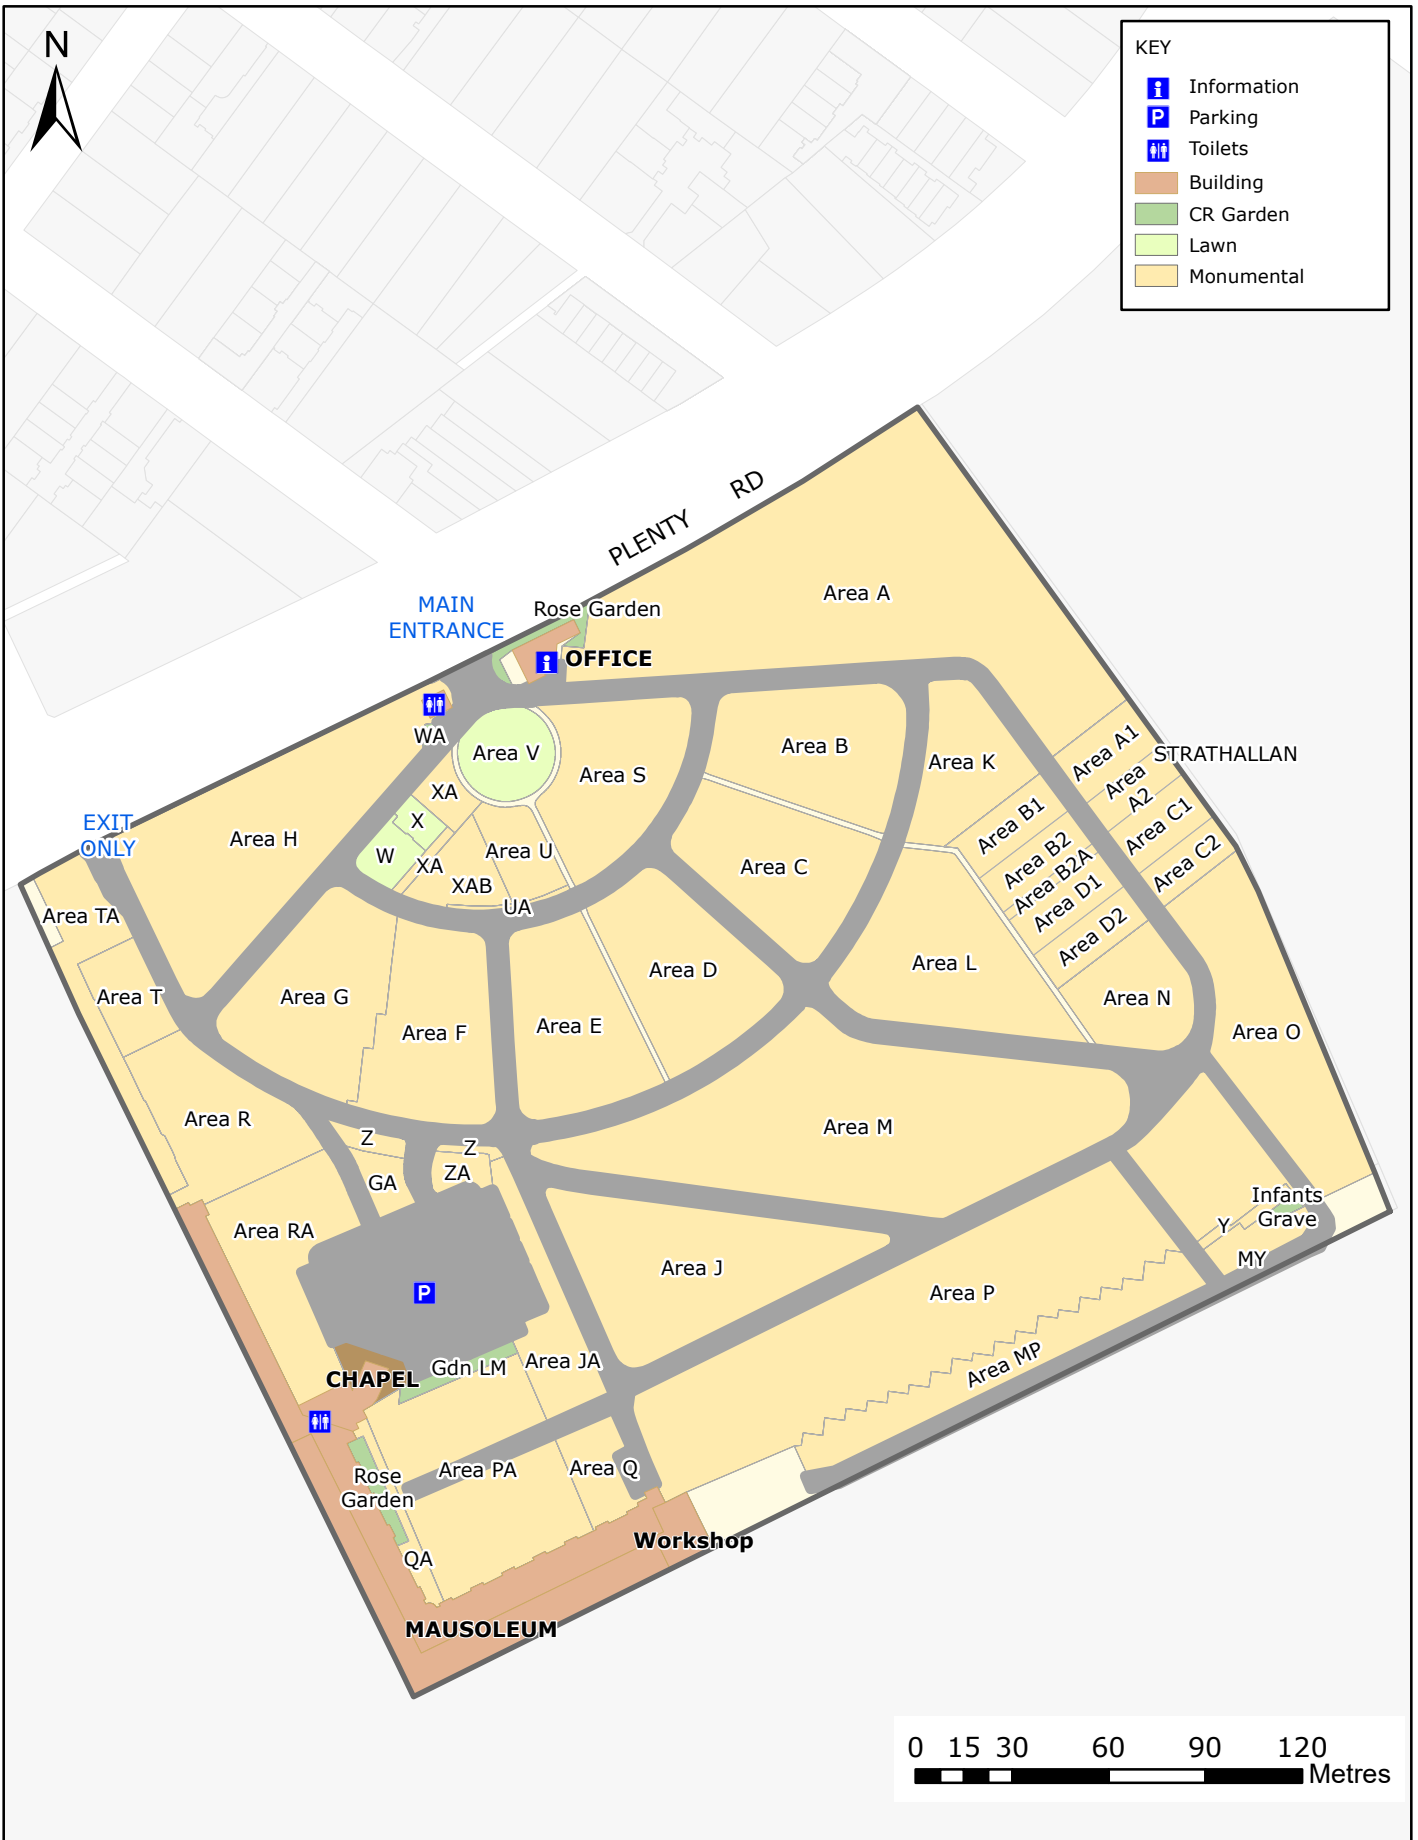 N
KEY
Information
Parking
Toilets
Building
CR Garden
Lawn
Monumental
PLENTY RD
MAIN
ENTRANCE
Rose Garden
OFFICE
Area A
WA
Area V
Area S
Area B
Area K
Area A1
STRATHALLAN
Area
A2
Area C1
Area C2
Area B1
Area B2
Area B2A
Area D1
Area D2
XA
X
W
XA
XAB
Area U
UA
EXIT
ONLY
Area H
Area C
Area TA
Area T
Area G
Area F
Area E
Area D
Area L
Area N
Area O
Area R
Z
Z
GA
ZA
Area M
Area RA
P
Area J
Area P
Infants
Grave
Y
MY
Area MP
CHAPEL
Gdn LM
Area JA
Rose
Garden
Area PA
Area Q
QA
Workshop
MAUSOLEUM
0 15 30 60 90 120
Metres